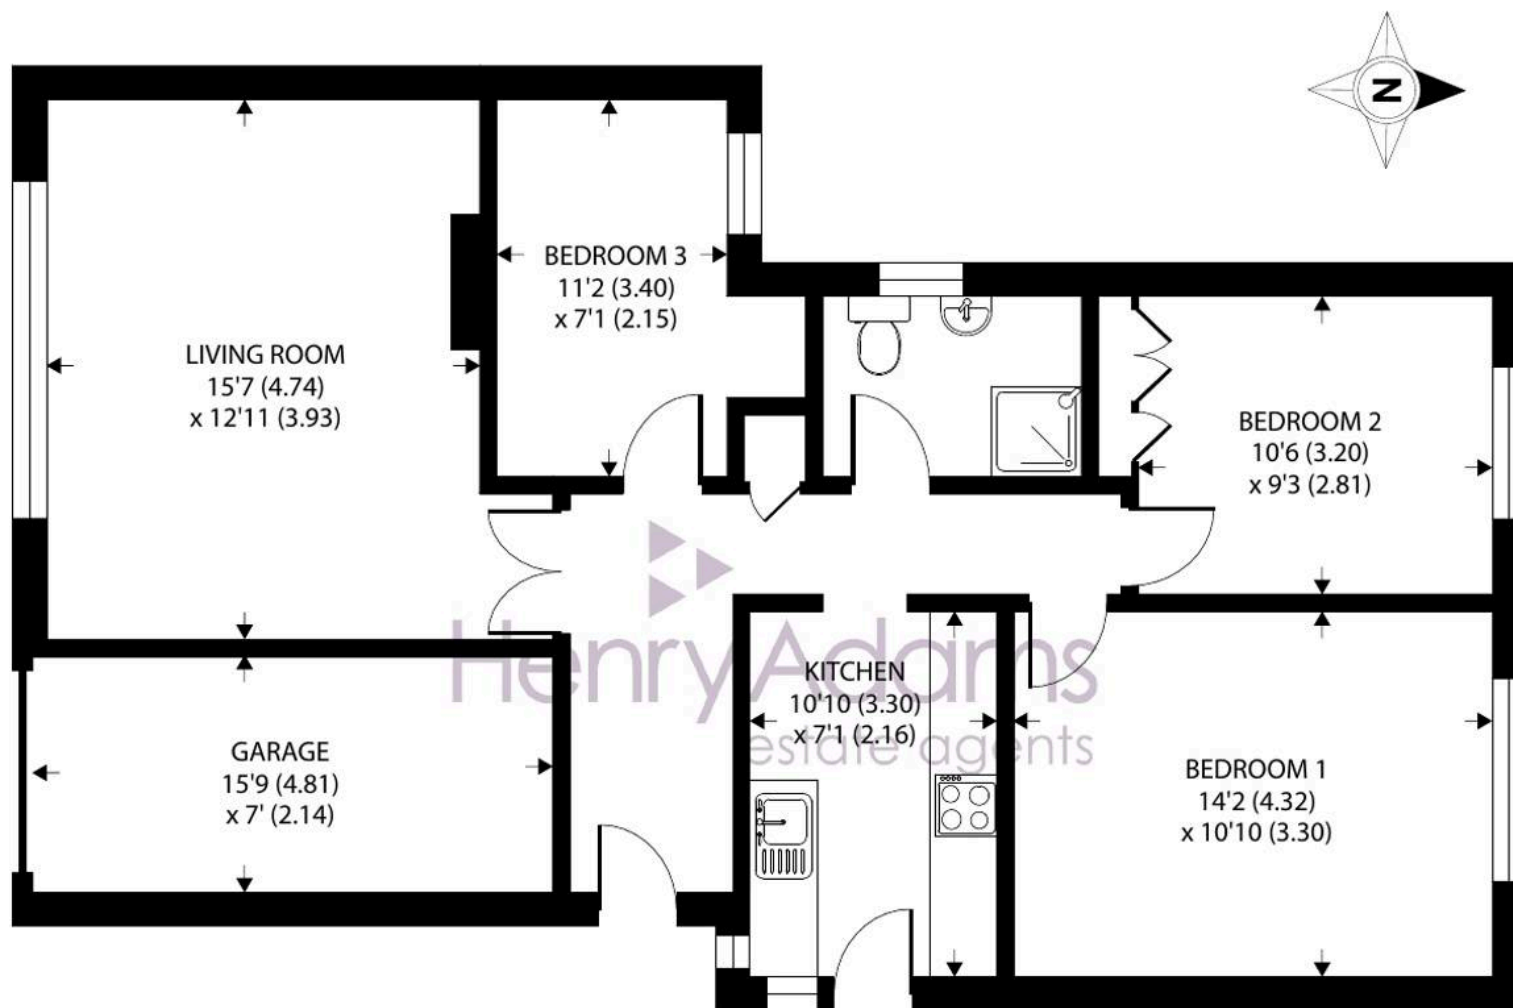 N
BEDROOM 3
11'2 (3.40)
x 7'1 (2.15)
LIVING ROOM
15'7 (4.74)
x 12'11 (3.93)
BEDROOM 2
10'6 (3.20)
x 9'3 (2.81)
HenryAdams
estate agents
KITCHEN
10'10 (3.30)
x 7'1 (2.16)
GARAGE
15'9 (4.81)
x 7' (2.14)
BEDROOM 1
14'2 (4.32)
x 10'10 (3.30)